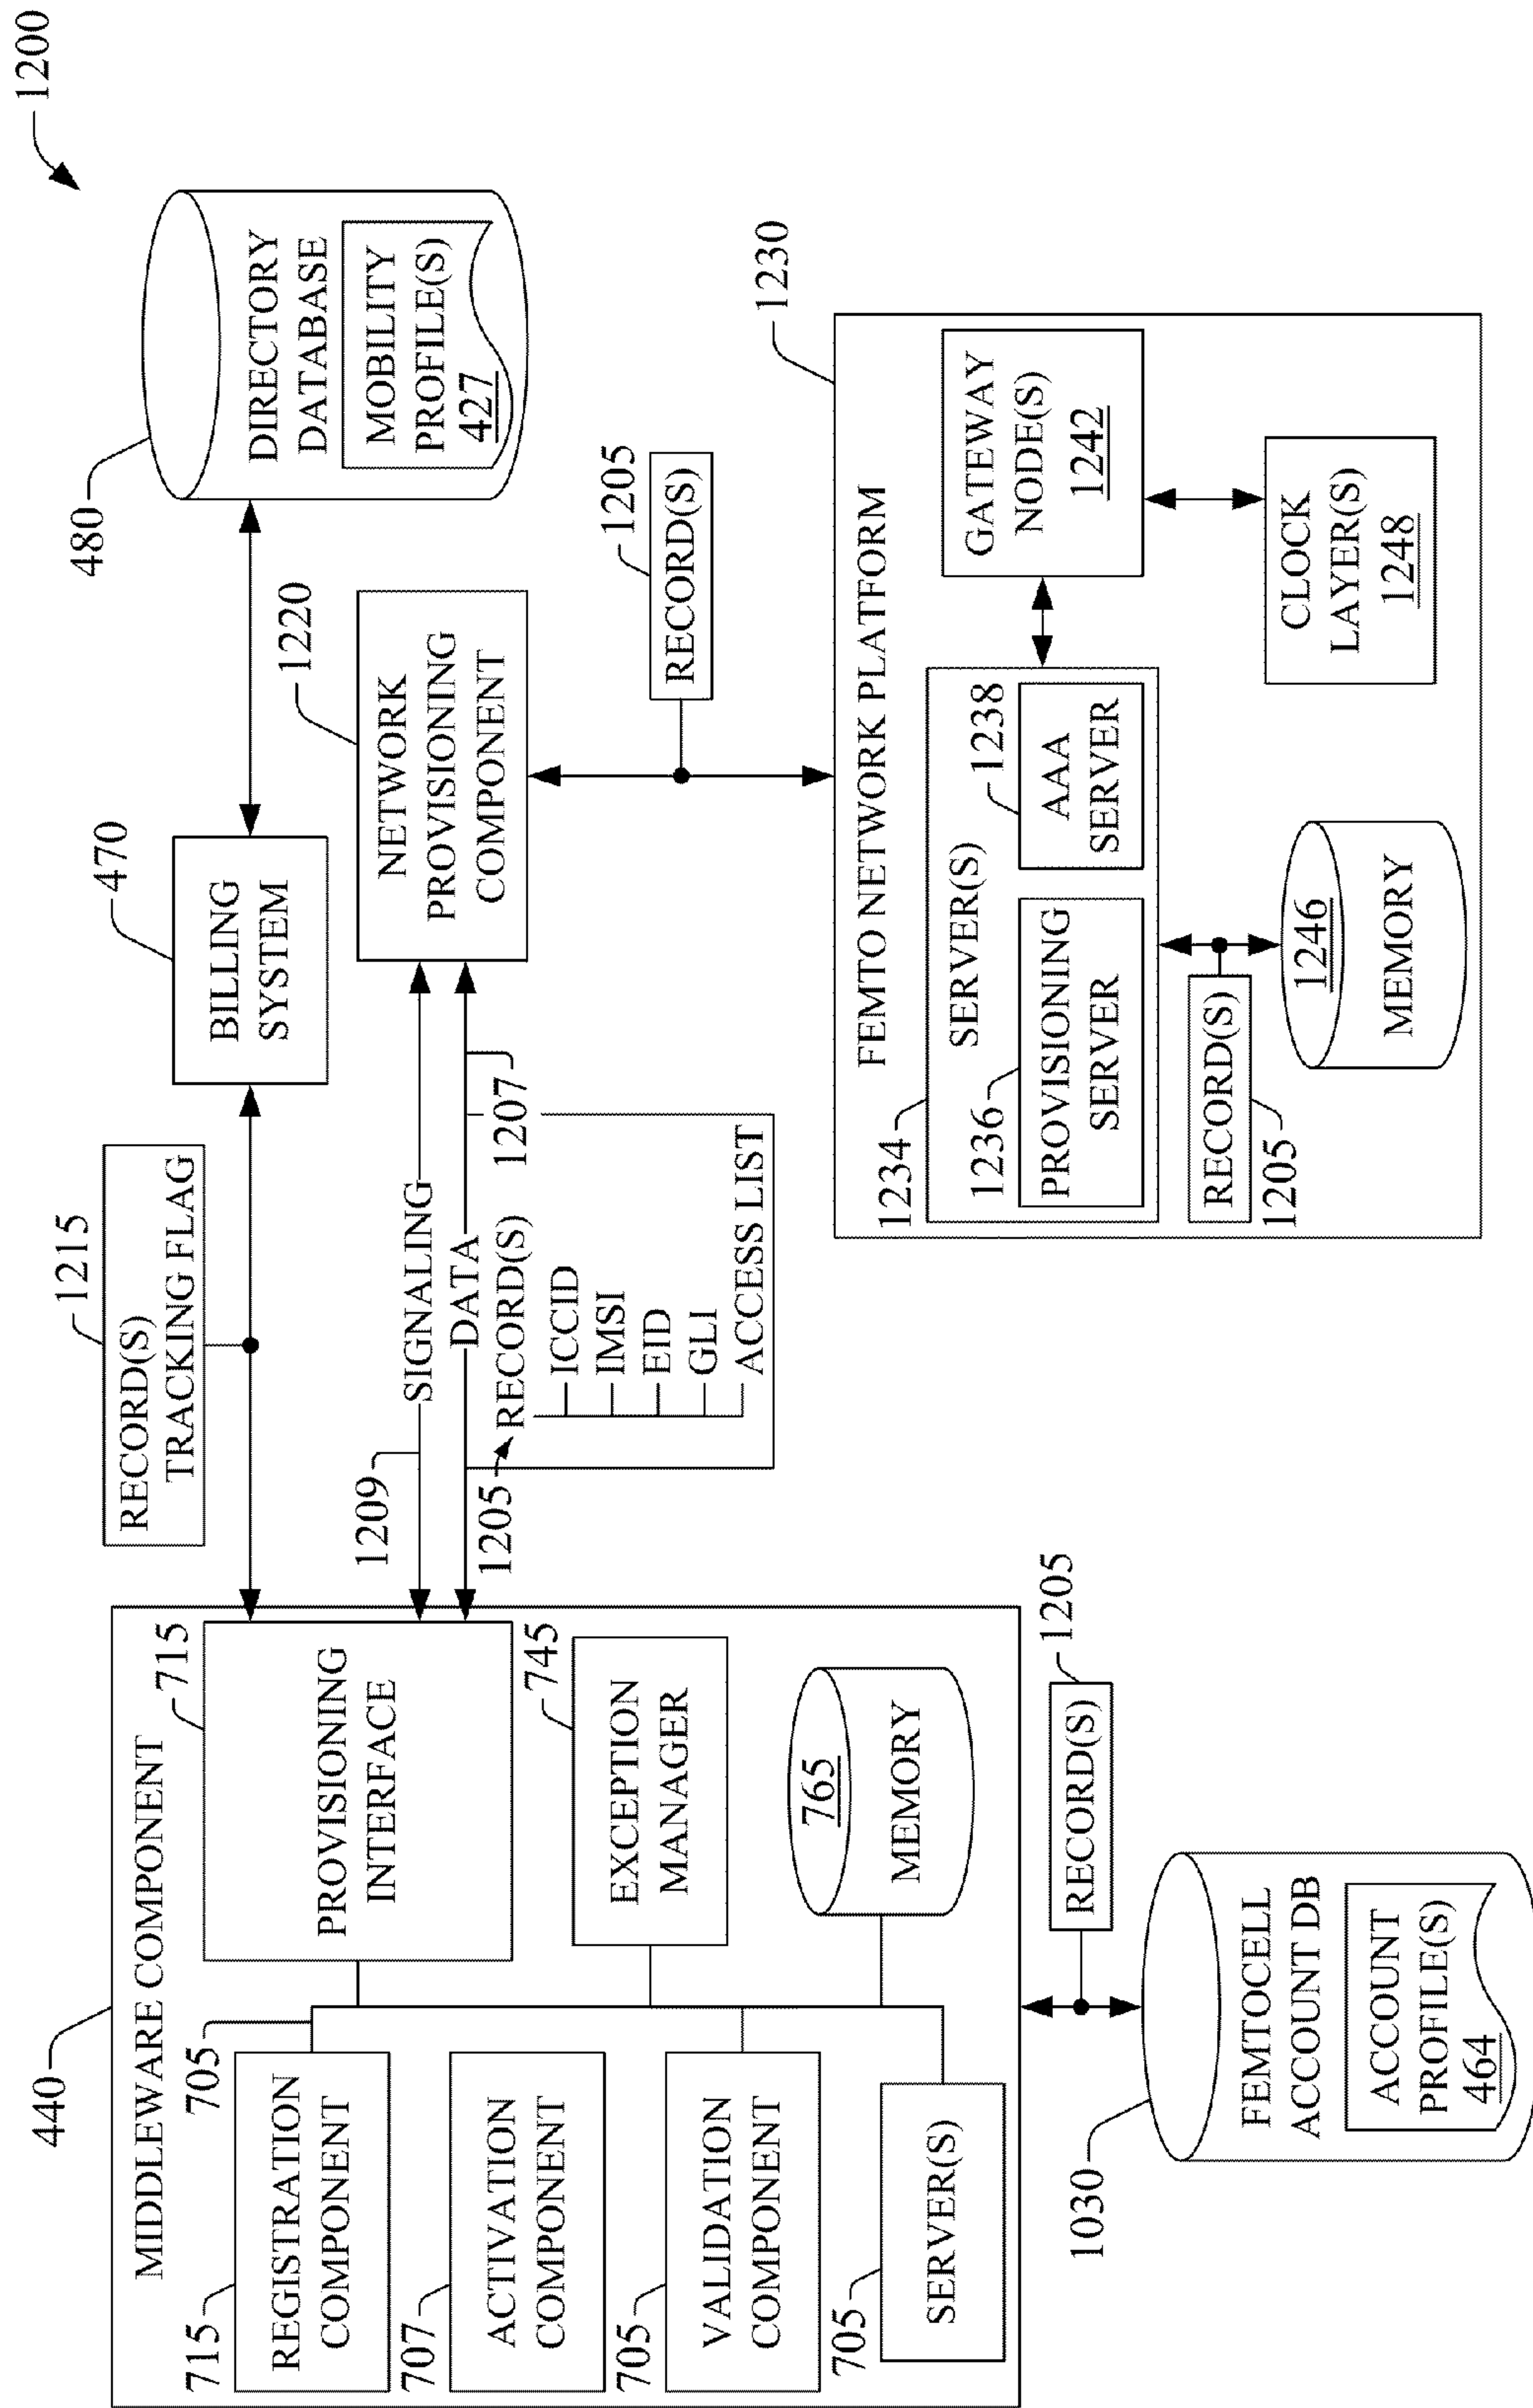 1200
440
MIDDLEWARE COMPONENT
715
REGISTRATION
COMPONENT
705
707
ACTIVATION
COMPONENT
705
VALIDATION
COMPONENT
705
SERVER(S)
715
PROVISIONING
INTERFACE
745
EXCEPTION
MANAGER
765
MEMORY
1205
RECORD(S)
1030
FEMTOCELL
ACCOUNT DB
ACCOUNT
PROFILE(S)
464
1215
RECORD(S)
TRACKING FLAG
1209
SIGNALING
DATA
1207
1205
RECORD(S)
ICCID
IMSI
EID
GLI
ACCESS LIST
470
BILLING
SYSTEM
480
DIRECTORY
DATABASE
MOBILITY
PROFILE(S)
427
1220
NETWORK
PROVISIONING
COMPONENT
1205
RECORD(S)
1230
FEMTO NETWORK PLATFORM
1234
SERVER(S)
1236
PROVISIONING
SERVER
1238
AAA
SERVER
GATEWAY
NODE(S)
1242
RECORD(S)
1205
1246
MEMORY
CLOCK
LAYER(S)
1248